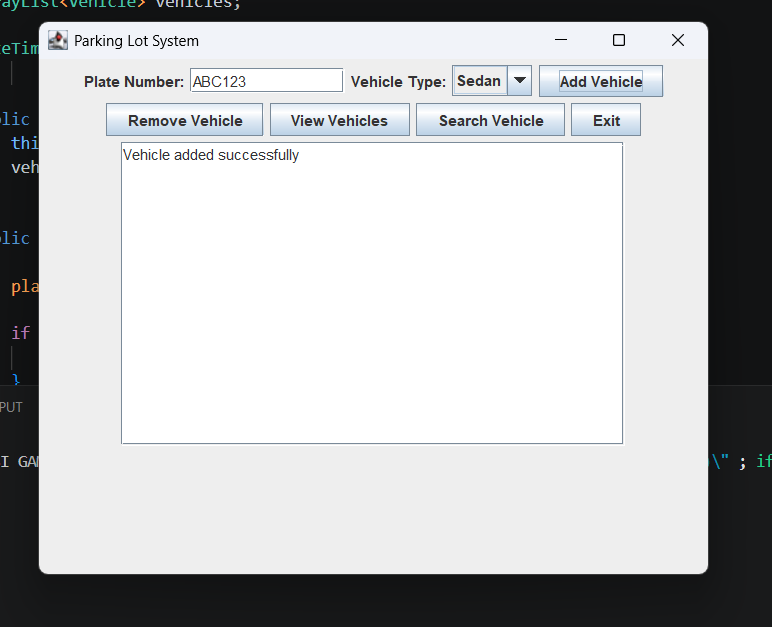 ayList<Vehicle> vehicles;
Parking Lot System
Plate Number: ABC123 Vehicle Type: Sedan Add Vehicle
Remove Vehicle View Vehicles Search Vehicle Exit
Vehicle added successfully
eTim
lic
thi
veh
lic
pla
if
}
PUT
I GA
\" ; if